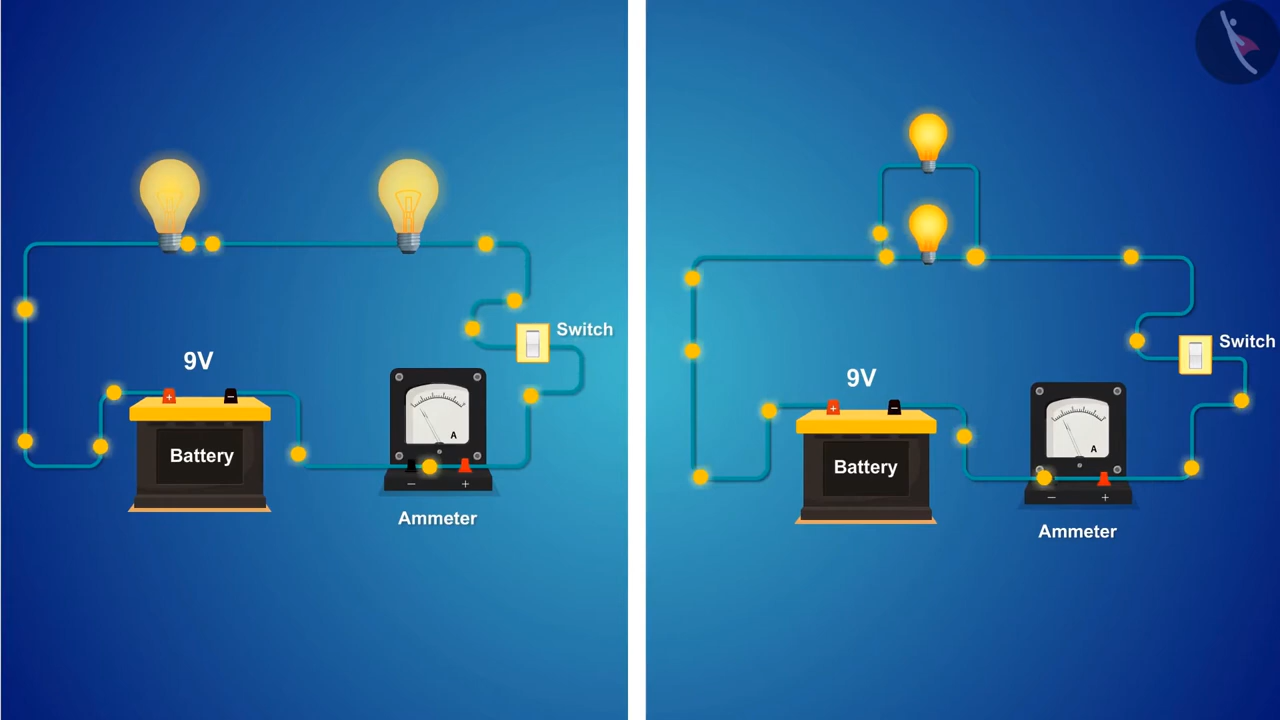 Switch
9V
+
−
Battery
A
−
+
Ammeter
Switch
9V
+
−
Battery
A
−
+
Ammeter